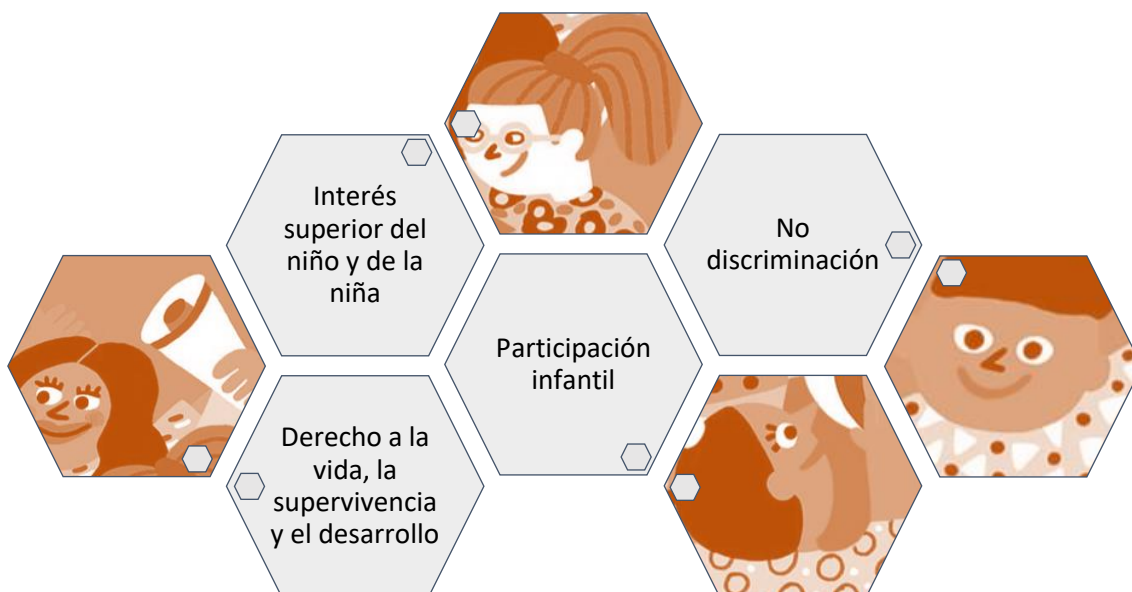 Interés
superior del
niño y de la
niña
No
discriminación
Participación
infantil
Derecho a la
vida, la
supervivencia
y el desarrollo